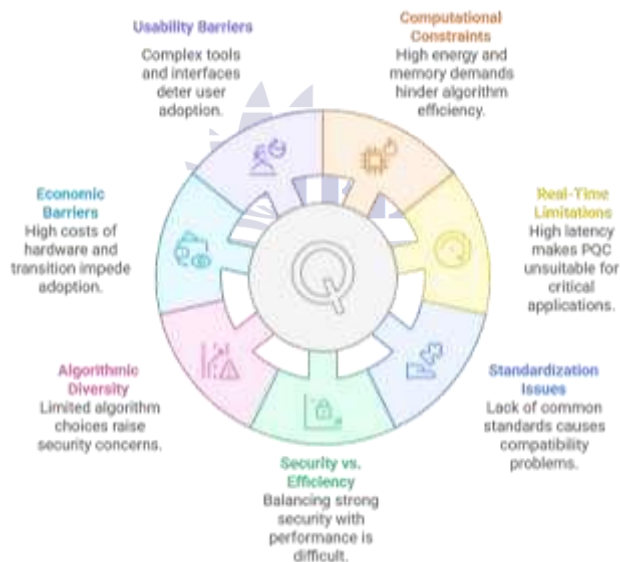 Usability Barriers
Complex tools
and interfaces
deter user
adoption.
Computational
Constraints
High energy and
memory demands
hinder algorithm
efficiency.
Real-Time
Limitations
High latency
makes PQC
unsuitable for
critical
applications.
Standardization
Issues
Lack of common
standards causes
compatibility
problems.
Security vs.
Efficiency
Balancing strong
security with
performance is
difficult.
Algorithmic
Diversity
Limited algorithm
choices raise
security concerns.
Economic
Barriers
High costs of
hardware and
transition impede
adoption.